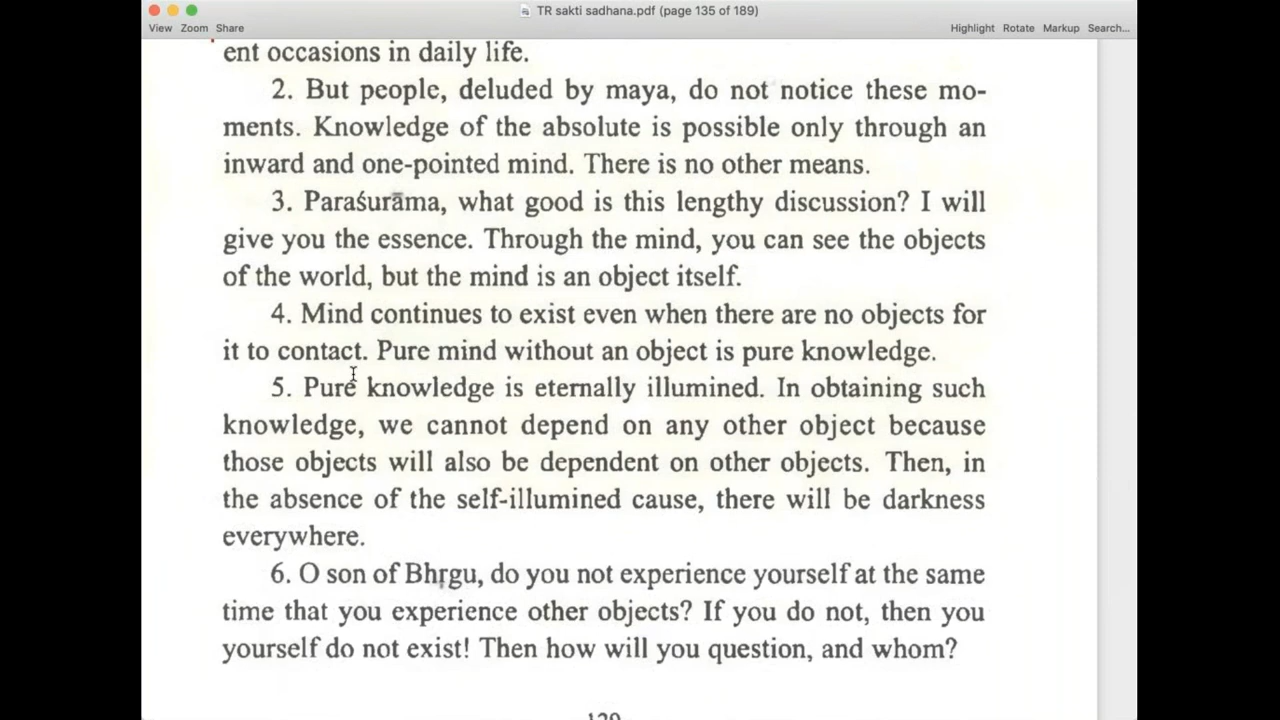 TR sakti sadhana.pdf (page 135 of 189)
View Zoom Share Highlight Rotate Markup Search...
ent occasions in daily life.
2. But people, deluded by maya, do not notice these mo-
ments. Knowledge of the absolute is possible only through an
inward and one-pointed mind. There is no other means.
3. Paraśurāma, what good is this lengthy discussion? I will
give you the essence. Through the mind, you can see the objects
of the world, but the mind is an object itself.
4. Mind continues to exist even when there are no objects for
it to contact. Pure mind without an object is pure knowledge.
5. Pure knowledge is eternally illumined. In obtaining such
knowledge, we cannot depend on any other object because
those objects will also be dependent on other objects. Then, in
the absence of the self-illumined cause, there will be darkness
everywhere.
6. O son of Bhṛgu, do you not experience yourself at the same
time that you experience other objects? If you do not, then you
yourself do not exist! Then how will you question, and whom?
129